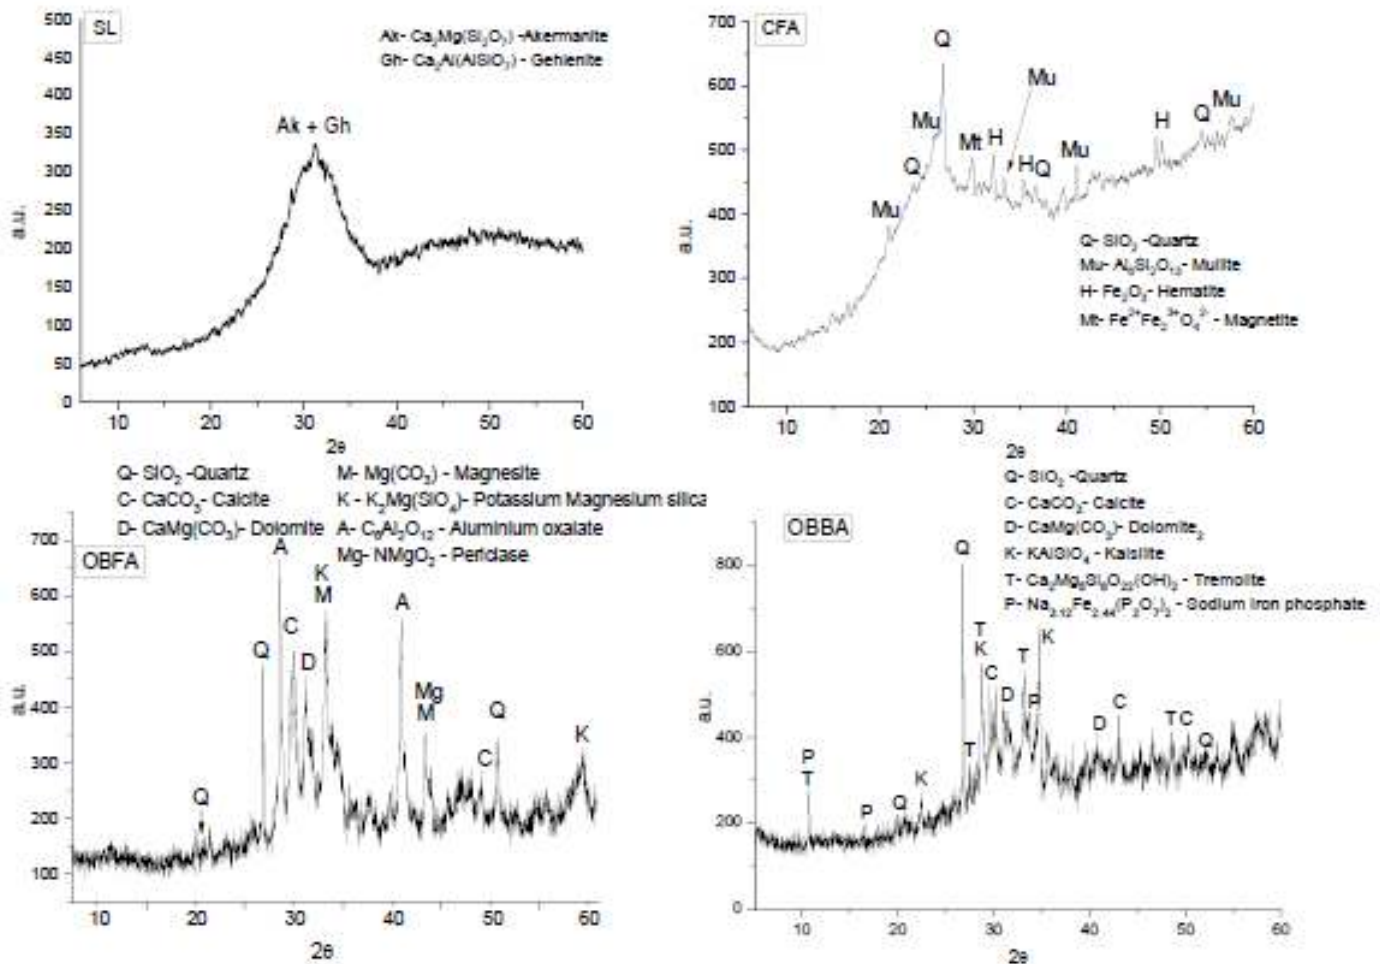 SL
Ak- Ca₂Mg(Si₂O₇) -Akermanite
Gh- Ca₂Al(AlSiO₇) - Gehlenite
Ak + Gh
500
450
400
350
300
250
200
150
100
50
0
a.u.
10 20 30 40 50 60
2ɵ
CFA
Q
Mu
Mu
Q
Mt
H
H
Q
Mu
H
Q
Mu
Mu
Q- SiO₂ -Quartz
Mu- Al₆Si₂O₁₃- Mullite
H- Fe₂O₃- Hematite
Mt- Fe²⁺Fe₂³⁺O₄²⁻ - Magnetite
700
600
500
400
300
200
100
a.u.
10 20 30 40 50 60
2ɵ
Q- SiO₂ -Quartz M- Mg(CO₃) - Magnesite
C- CaCO₃- Calcite K - K₂Mg(SiO₄)- Potassium Magnesium silica
D- CaMg(CO₃)- Dolomite A- C₆Al₂O₁₂ - Aluminium oxalate
Mg- NMgO₂ - Periclase
OBFA
A
K
M
A
Q
C
D
Mg
M
Q
C
K
Q
700
600
500
400
300
200
100
a.u.
10 20 30 40 50 60
2ɵ
Q- SiO₂ -Quartz
C- CaCO₃- Calcite
D- CaMg(CO₃)- Dolomite₂
K- KAlSiO₄ - Kalsilite
T- Ca₂Mg₅Si₈O₂₂(OH)₂ - Tremolite
P- Na₃.₁₂Fe₂.₄₄(P₂O₇)₂ - Sodium iron phosphate
OBBA
Q
T
K
C
T
K
D
P
T
C
D
T
C
Q
P
T
P
Q
K
800
600
400
200
0
a.u.
10 20 30 40 50 60
2ɵ